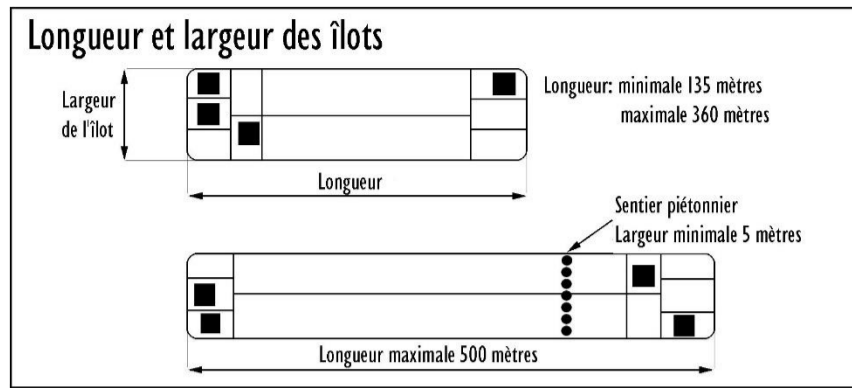 Longueur et largeur des îlots
Largeur
de l'îlot
Longueur: minimale 135 mètres
maximale 360 mètres
Longueur
Sentier piétonnier
Largeur minimale 5 mètres
Longueur maximale 500 mètres